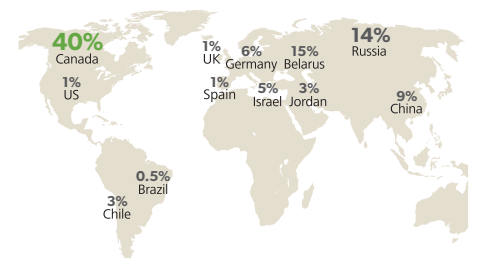 40%
Canada
1%
US
1%
UK
6%
Germany
15%
Belarus
14%
Russia
1%
Spain
5%
Israel
3%
Jordan
9%
China
0.5%
Brazil
3%
Chile